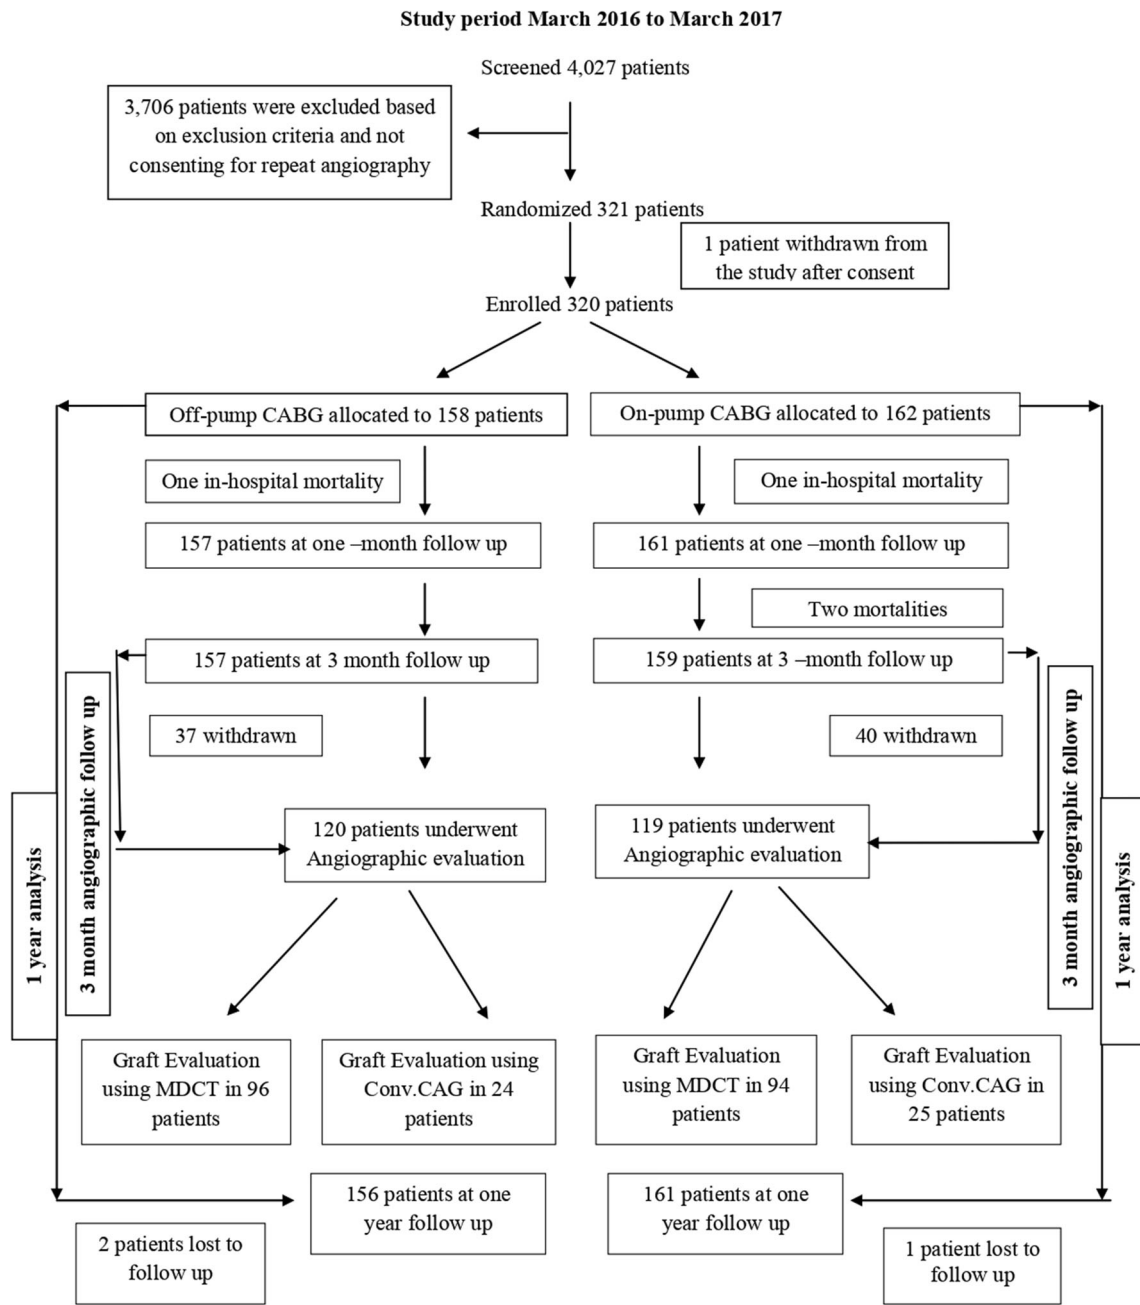 Study period March 2016 to March 2017
Screened 4,027 patients
3,706 patients were excluded based
on exclusion criteria and not
consenting for repeat angiography
Randomized 321 patients
1 patient withdrawn from
the study after consent
Enrolled 320 patients
Off-pump CABG allocated to 158 patients
On-pump CABG allocated to 162 patients
One in-hospital mortality
One in-hospital mortality
157 patients at one –month follow up
161 patients at one –month follow up
Two mortalities
157 patients at 3 month follow up
159 patients at 3 –month follow up
37 withdrawn
40 withdrawn
3 month angiographic follow up
3 month angiographic follow up
1 year analysis
1 year analysis
120 patients underwent
Angiographic evaluation
119 patients underwent
Angiographic evaluation
Graft Evaluation
using MDCT in 96
patients
Graft Evaluation using
Conv.CAG in 24
patients
Graft Evaluation
using MDCT in 94
patients
Graft Evaluation
using Conv.CAG in
25 patients
156 patients at one
year follow up
161 patients at one
year follow up
2 patients lost to
follow up
1 patient lost to
follow up